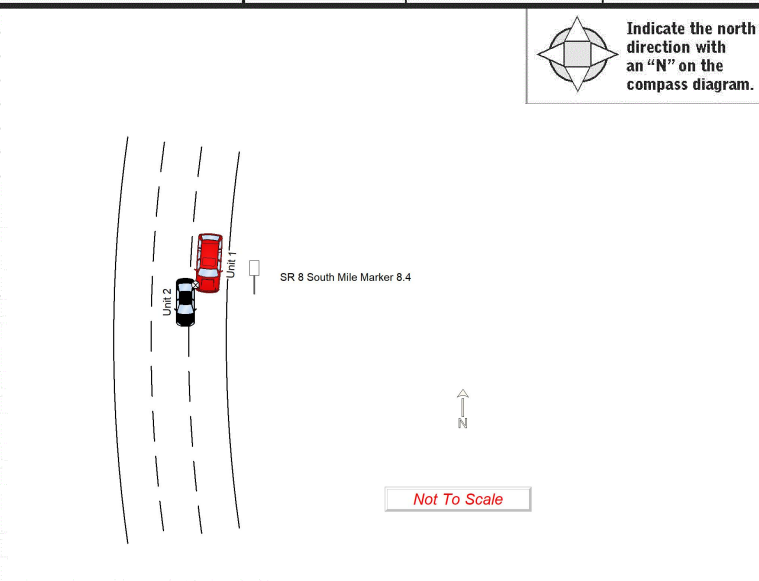 Indicate the north
direction with
an “N” on the
compass diagram.
Unit 1
SR 8 South Mile Marker 8.4
Unit 2
N
Not To Scale